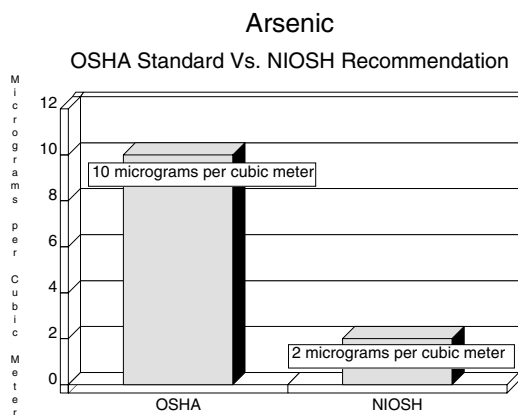 Arsenic
OSHA Standard Vs. NIOSH Recommendation
Micrograms per Cubic Meter
12
10
8
6
4
2
0
10 micrograms per cubic meter
2 micrograms per cubic meter
OSHA
NIOSH